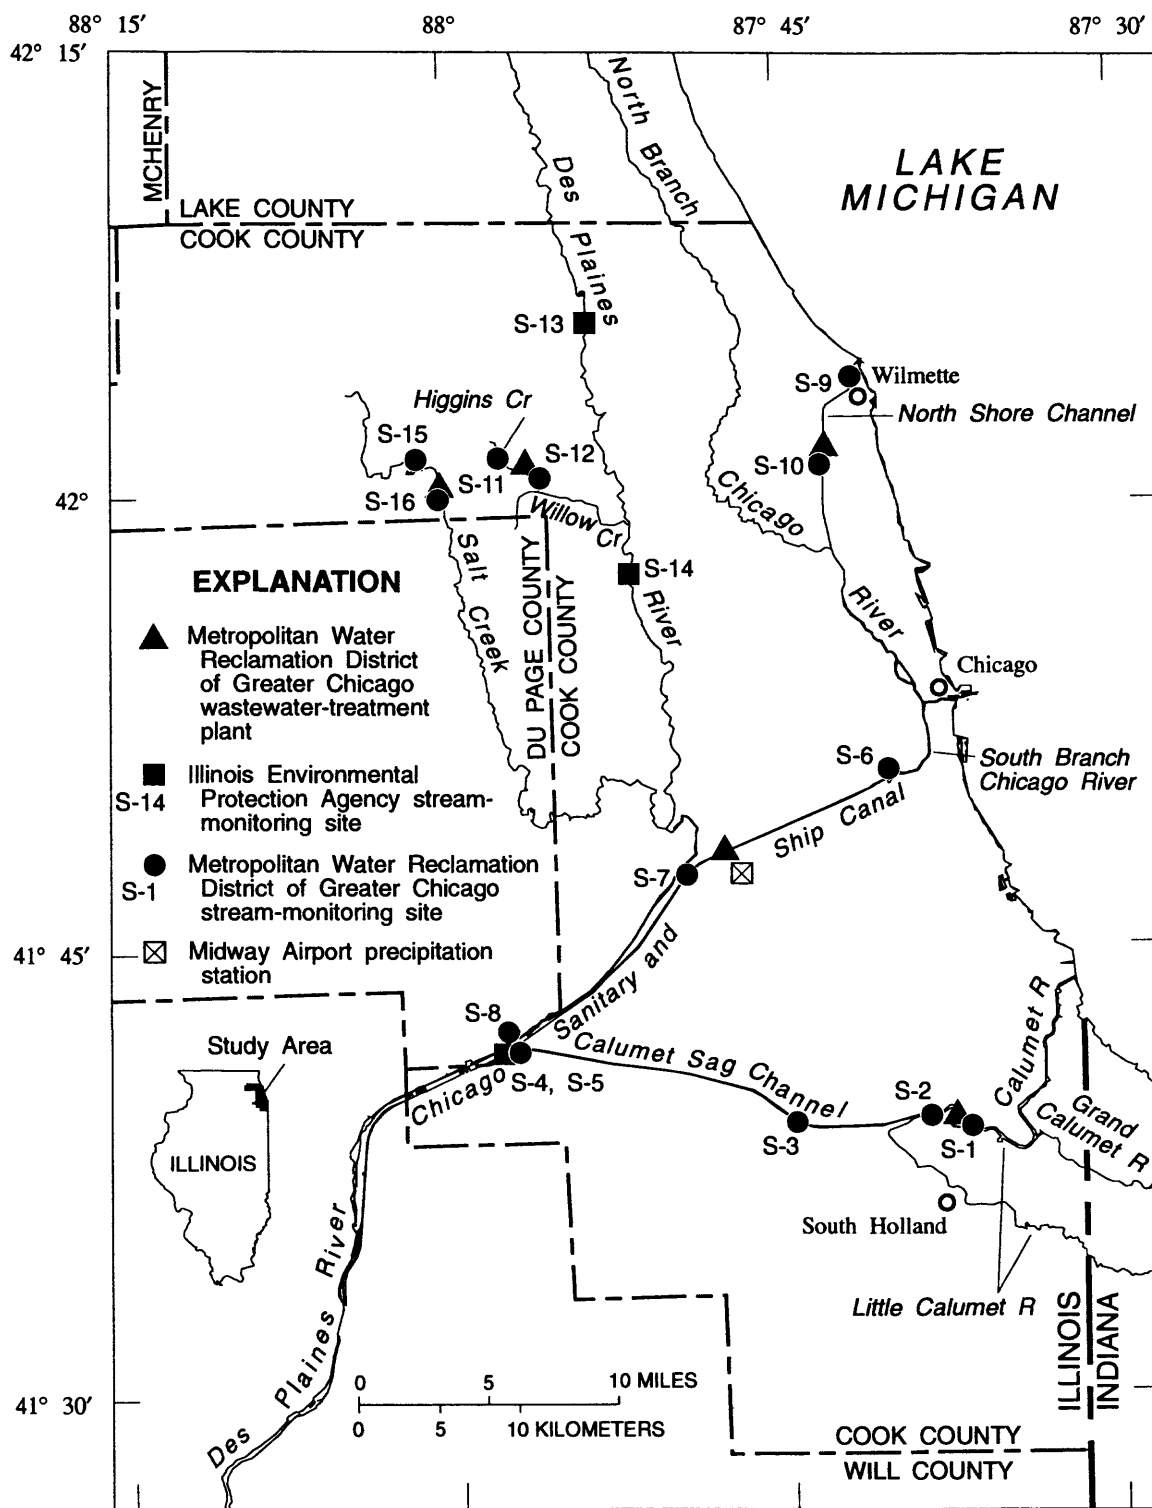 88° 15′
88°
87° 45′
87° 30′
42° 15′
MCHENRY
North Branch
Des Plaines
LAKE
MICHIGAN
LAKE COUNTY
COOK COUNTY
S-13
S-9
Wilmette
Higgins Cr
North Shore Channel
S-15
S-12
S-11
S-10
S-16
42°
Chicago
Willow Cr
Salt Creek
S-14
River
River
DU PAGE COUNTY
COOK COUNTY
EXPLANATION
Metropolitan Water
Reclamation District
of Greater Chicago
wastewater-treatment
plant
Illinois Environmental
S-14
Protection Agency stream-
monitoring site
Metropolitan Water Reclamation
S-1
District of Greater Chicago
stream-monitoring site
Midway Airport precipitation
station
Chicago
S-6
South Branch
Chicago River
Ship Canal
S-7
41° 45′
Sanitary and
S-8
Calumet R
Study Area
Calumet Sag Channel
S-4, S-5
Chicago
S-2
Grand
Calumet R
S-3
S-1
ILLINOIS
South Holland
River
Little Calumet R
ILLINOIS
INDIANA
Plaines
0 5 10 MILES
41° 30′
0 5 10 KILOMETERS
Des
COOK COUNTY
WILL COUNTY